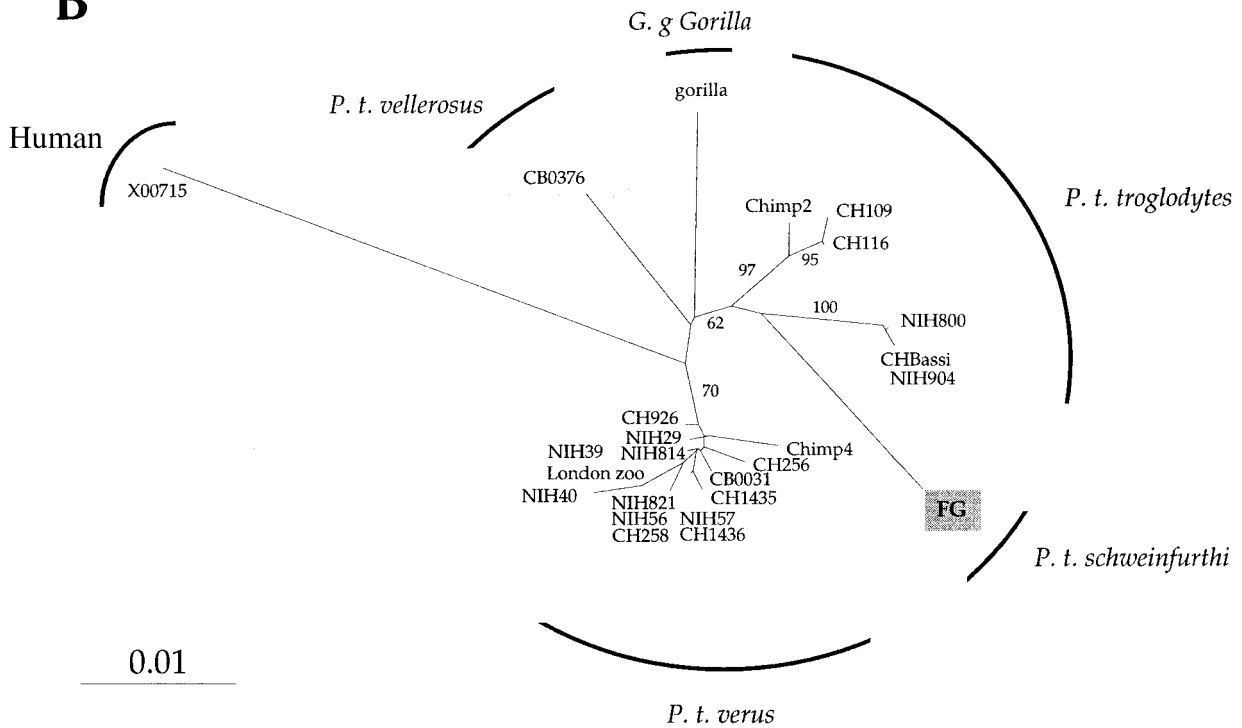 B
G. g Gorilla
gorilla
P. t. vellerosus
Human
X00715
CB0376
Chimp2
CH109
CH116
P. t. troglodytes
97
95
62
100
NIH800
CHBassi
NIH904
70
CH926
NIH29
Chimp4
NIH39
NIH814
CH256
London zoo
CB0031
NIH40
CH1435
NIH821
NIH56
NIH57
CH258
CH1436
FG
P. t. schweinfurthi
0.01
P. t. verus